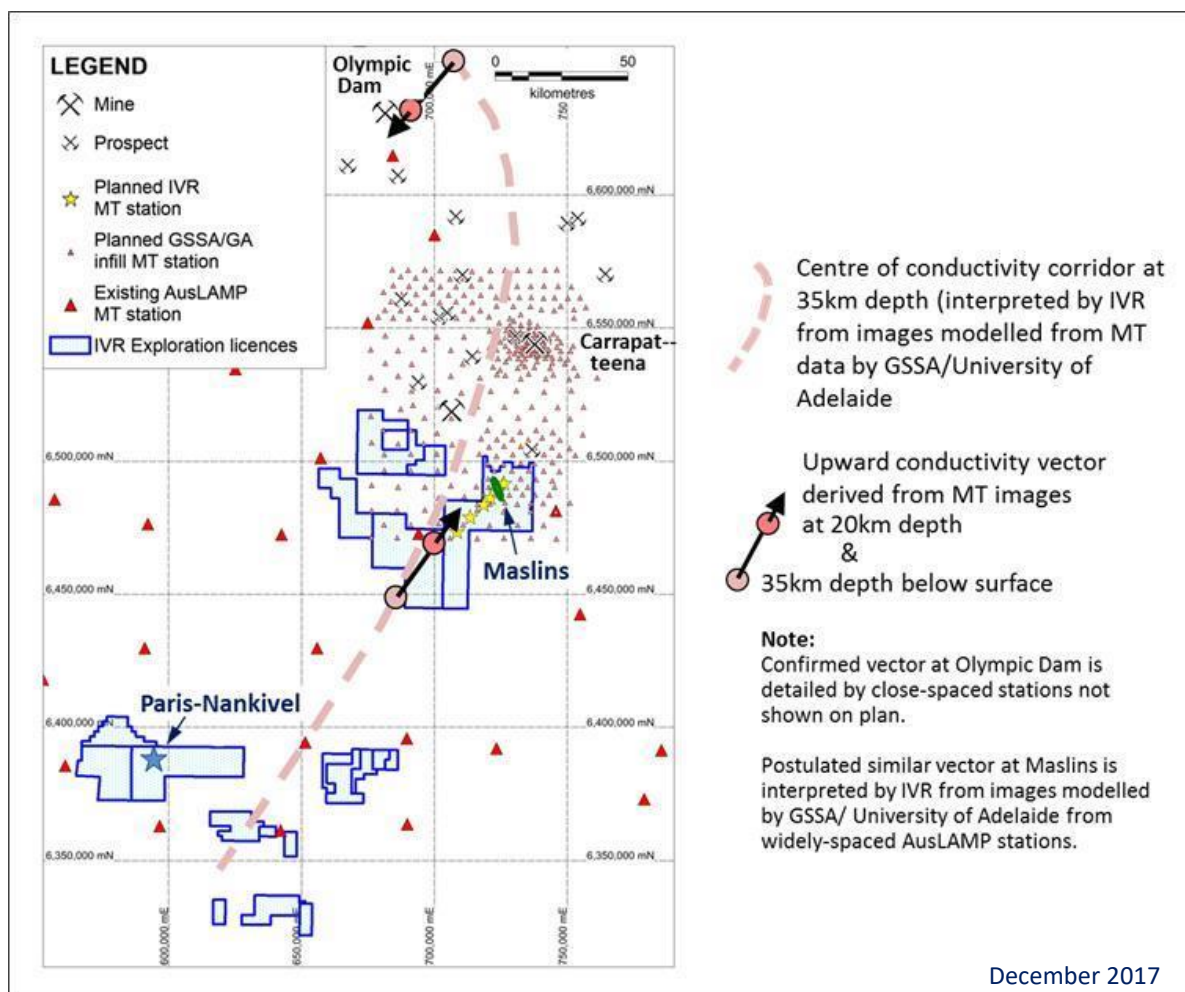 LEGEND
Mine
Prospect
Planned IVR
MT station
Planned GSSA/GA
infill MT station
Existing AusLAMP
MT station
IVR Exploration licences
Olympic
Dam
0
50
kilometres
700,000 mE
750
6,600,000 mN
6,550,000 mN
Carrapat--
teena
6,500,000 mN
6,500,000 mN
Maslins
6,450,000 mN
6,450,000 mN
Paris-Nankivel
6,400,000 mN
6,400,000 mN
6,350,000 mN
6,350,000 mN
600,000 mE
650,000 mE
700,000 mE
750,000 mE
Centre of conductivity corridor at
35km depth (interpreted by IVR
from images modelled from MT
data by GSSA/University of
Adelaide
Upward conductivity vector
derived from MT images
at 20km depth
&
35km depth below surface
Note:
Confirmed vector at Olympic Dam is
detailed by close-spaced stations not
shown on plan.
Postulated similar vector at Maslins is
interpreted by IVR from images modelled
by GSSA/ University of Adelaide from
widely-spaced AusLAMP stations.
December 2017